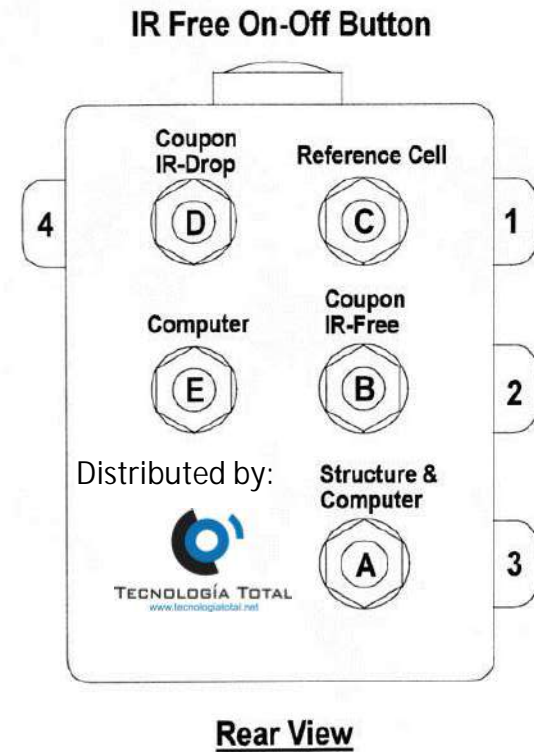 IR Free On-Off Button
Coupon
IR-Drop
Reference Cell
4
D
C
1
Computer
Coupon
IR-Free
E
B
2
Distributed by:
Structure &
Computer
A
3
TECNOLOGÍA TOTAL
www.tecnologiatotal.net
Rear View